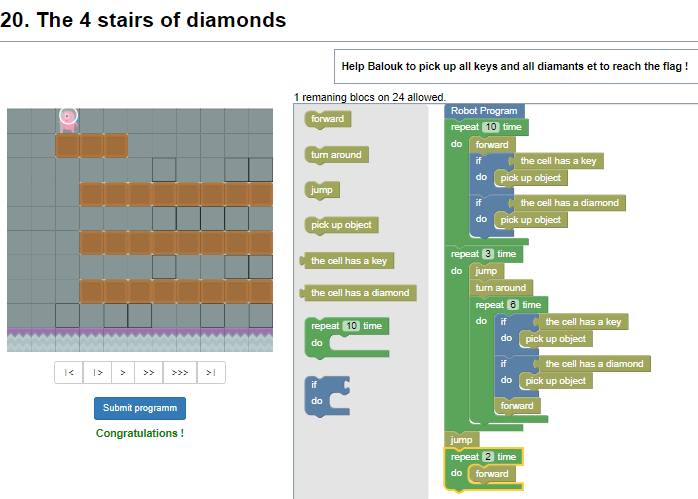 20. The 4 stairs of diamonds
Help Balouk to pick up all keys and all diamants et to reach the flag !
1 remaning blocs on 24 allowed.
forward
turn around
jump
pick up object
the cell has a key
the cell has a diamond
repeat 10 time
do
if
do
Robot Program
repeat 10 time
do forward
if the cell has a key
do pick up object
if the cell has a diamond
do pick up object
repeat 3 time
do jump
turn around
repeat 6 time
do if the cell has a key
do pick up object
if the cell has a diamond
do pick up object
forward
jump
repeat 2 time
do forward
|< |> > >> >>> >|
Submit programm
Congratulations !